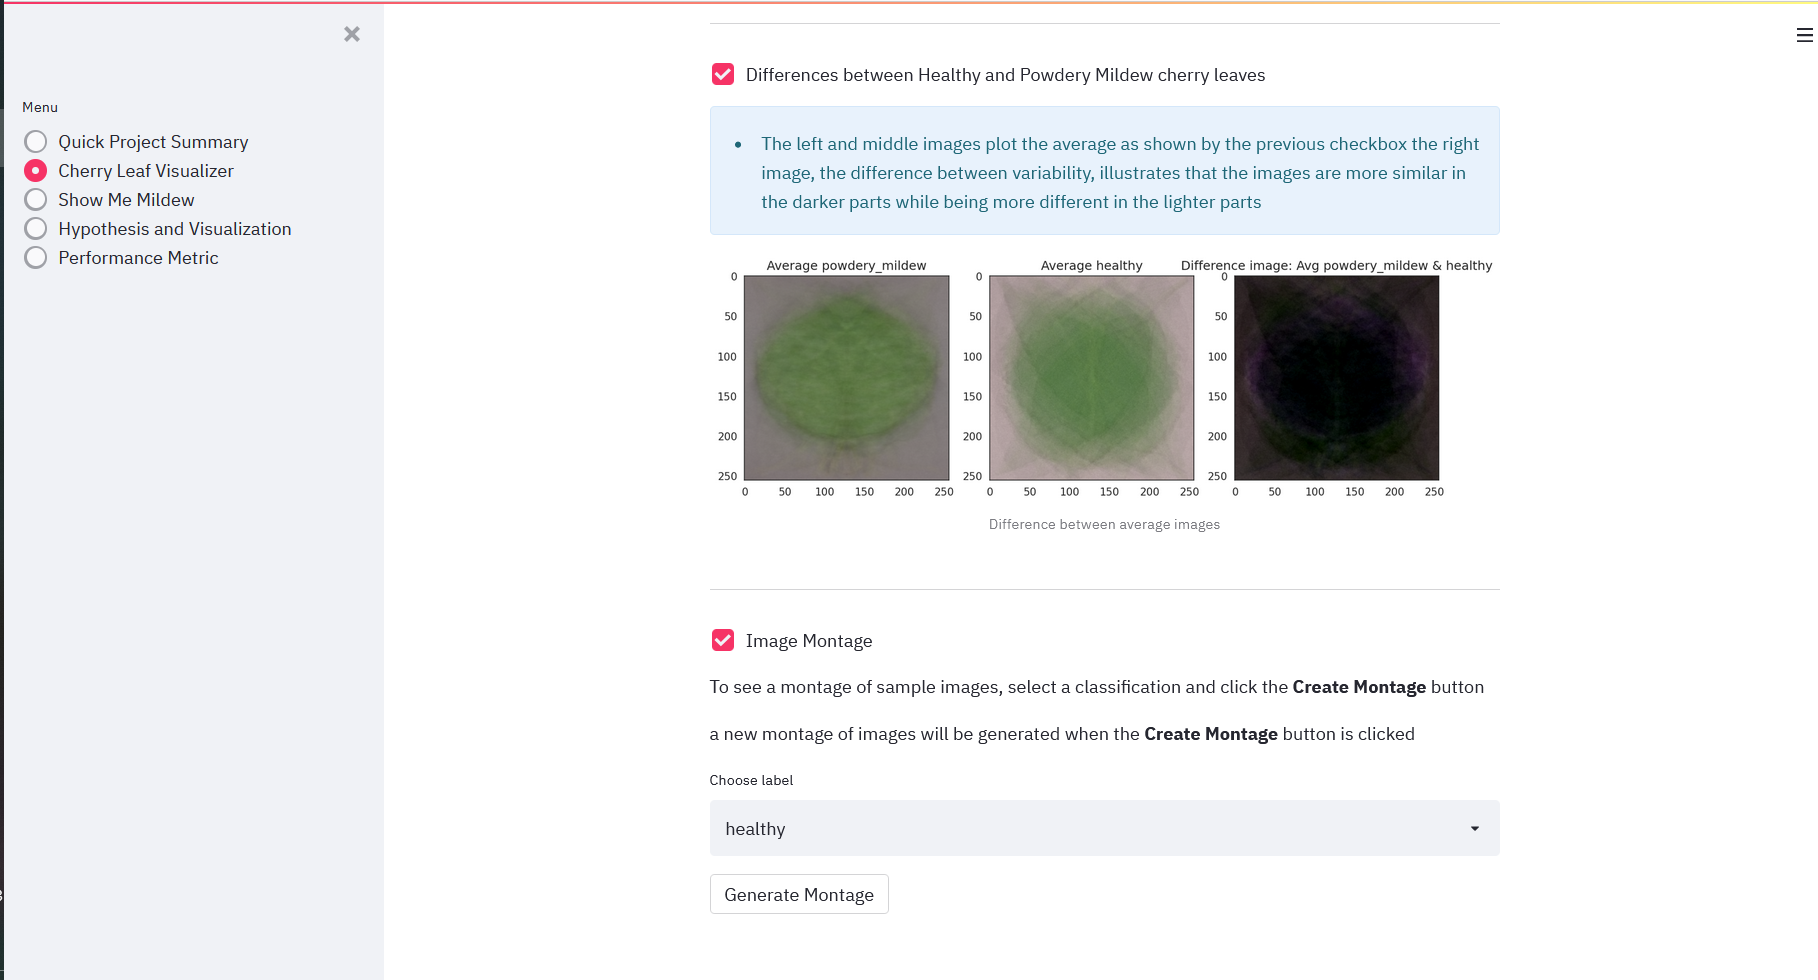 Menu
Quick Project Summary
Cherry Leaf Visualizer
Show Me Mildew
Hypothesis and Visualization
Performance Metric
Differences between Healthy and Powdery Mildew cherry leaves
The left and middle images plot the average as shown by the previous checkbox the right
image, the difference between variability, illustrates that the images are more similar in
the darker parts while being more different in the lighter parts
Average powdery_mildew
0
50
100
150
200
250
0 50 100 150 200 250
Average healthy
0
50
100
150
200
250
0 50 100 150 200 250
Difference image: Avg powdery_mildew & healthy
0
50
100
150
200
250
0 50 100 150 200 250
Difference between average images
Image Montage
To see a montage of sample images, select a classification and click the Create Montage button
a new montage of images will be generated when the Create Montage button is clicked
Choose label
healthy
Generate Montage